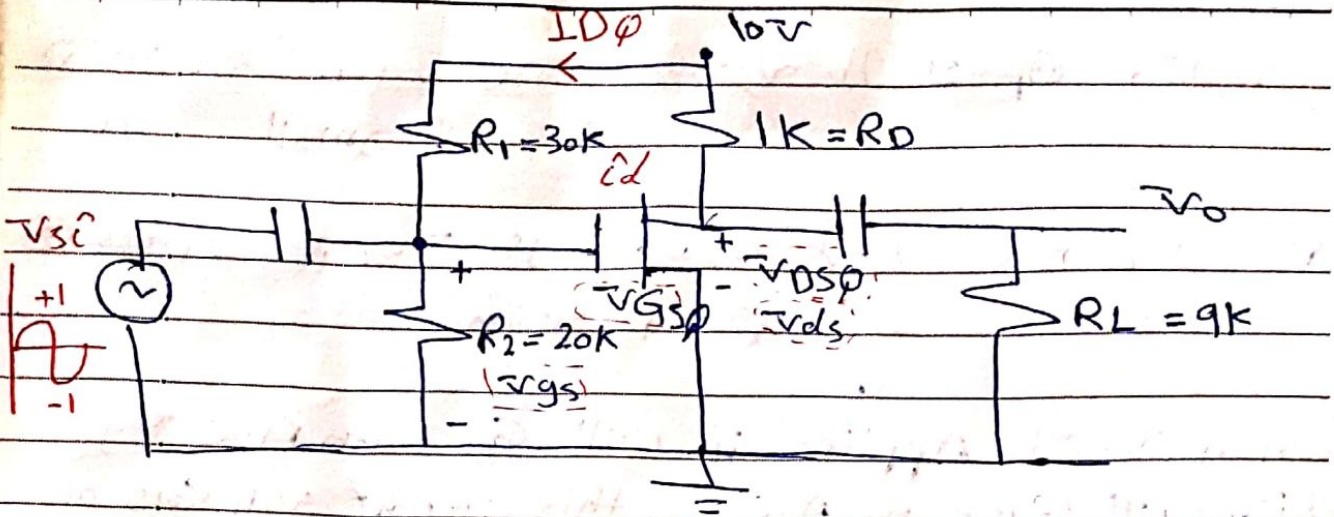 IDφ 10v
R1=30K 1K=RD
id
Vsi Vo
+ + -
VDSφ
VGSφ
+1 Vds
R2=20K RL =9K
Vgs
-1
-